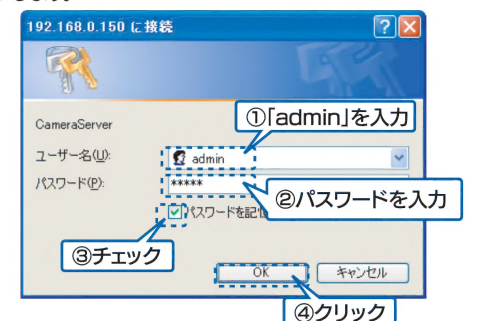 192.168.0.150 に接続
CameraServer
①「admin」を入力
ユーザー名(U):
admin
パスワード(P):
*****
②パスワードを入力
パスワードを記憶
③チェック
OK
キャンセル
④クリック